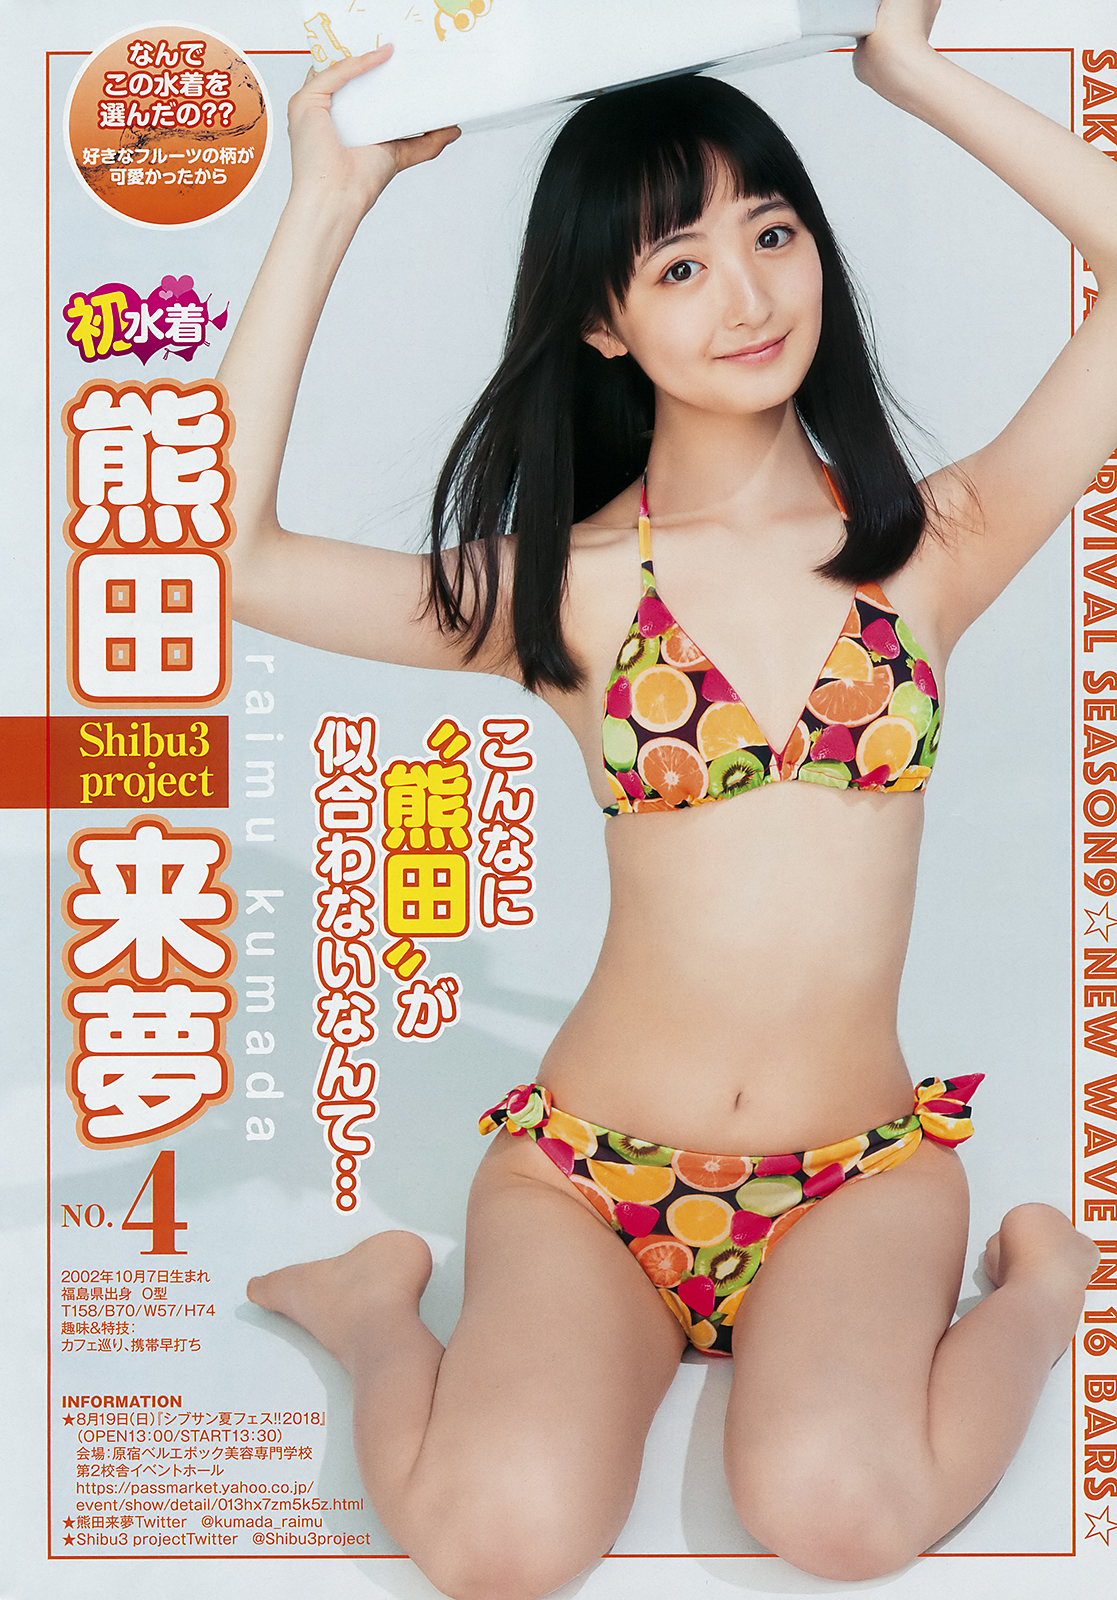 なんで
この水着を
選んだの??
好きなフルーツの柄が
可愛かったから
初水着
熊田
Shibu3
project
来夢
raimu kumada
NO.4
こんなに
〝熊田〟が
似合わないなんて…
2002年10月7日生まれ
福島県出身　O型
T158/B70/W57/H74
趣味&特技:
カフェ巡り、携帯早打ち
INFORMATION
★8月19日(日)『シブサン夏フェス!!2018』
(OPEN13:00/START13:30)
会場:原宿ベルエポック美容専門学校
第2校舎イベントホール
https://passmarket.yahoo.co.jp/
event/show/detail/013hx7zm5k5z.html
★熊田来夢Twitter　@kumada_raimu
★Shibu3 projectTwitter　@Shibu3project
SEASON9☆NEW WAVE IN 16 BARS☆